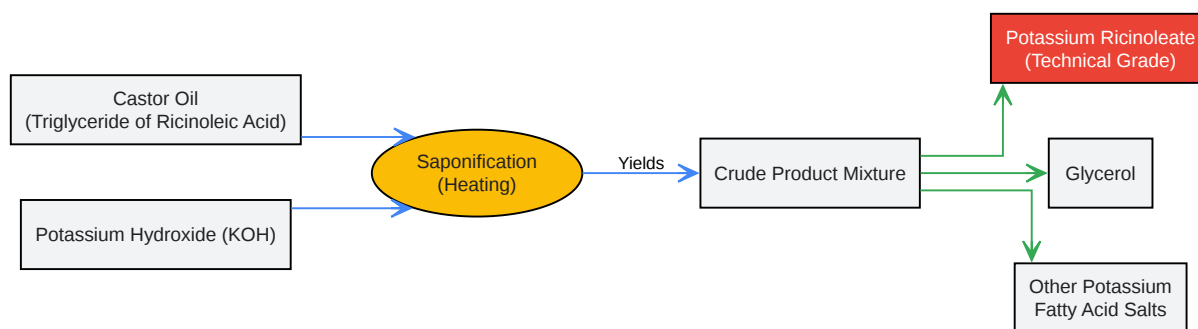 Castor Oil
(Triglyceride of Ricinoleic Acid)
Potassium Hydroxide (KOH)
Saponification
(Heating)
Yields
Crude Product Mixture
Potassium Ricinoleate
(Technical Grade)
Glycerol
Other Potassium
Fatty Acid Salts